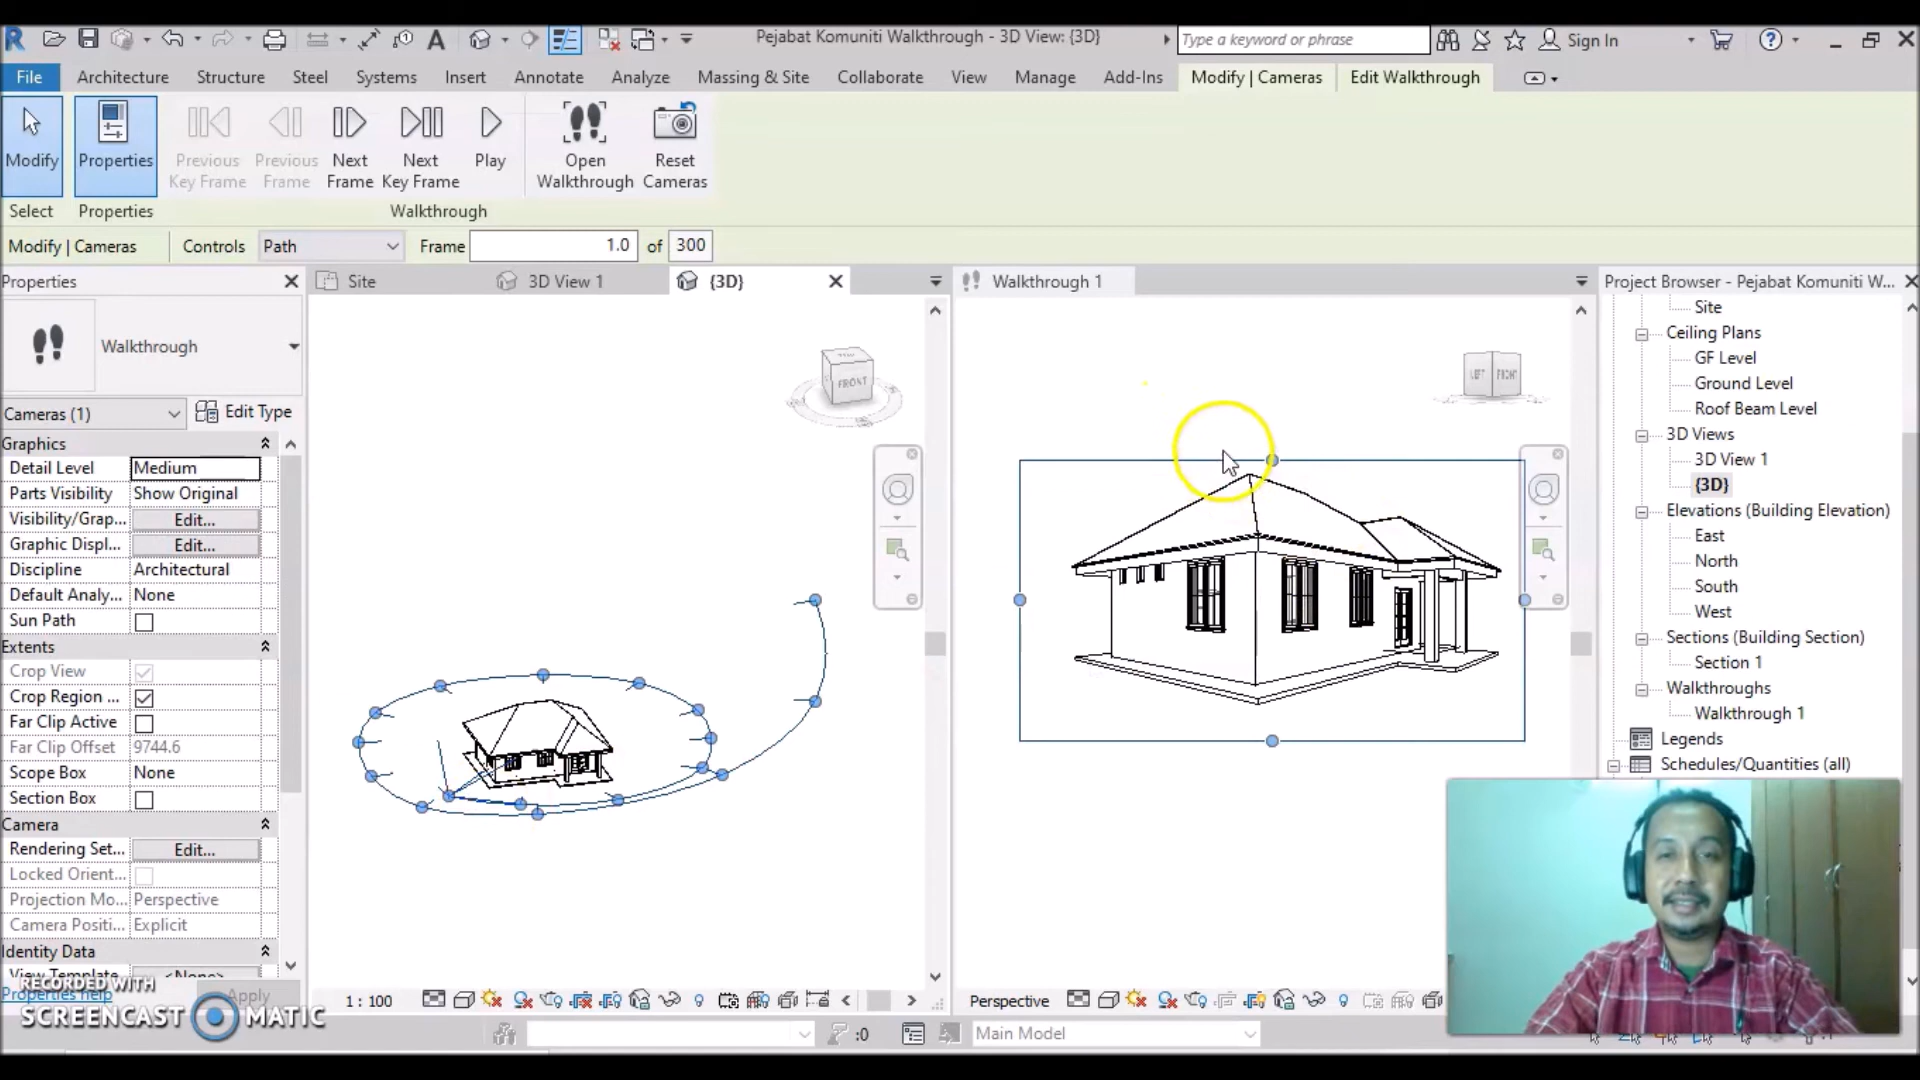 Pejabat Komuniti Walkthrough - 3D View: {3D}
Type a keyword or phrase
Sign In
File Architecture Structure Steel Systems Insert Annotate Analyze Massing & Site Collaborate View Manage Add-Ins Modify | Cameras Edit Walkthrough
Modify
Properties
Previous Key Frame
Previous Frame
Next Frame
Next Key Frame
Play
Open Walkthrough
Reset Cameras
Select Properties Walkthrough
Modify | Cameras Controls Path Frame 1.0 of 300
Properties
Site
3D View 1
{3D}
Walkthrough 1
Project Browser - Pejabat Komuniti W...
Walkthrough
Cameras (1) Edit Type
Graphics
Detail Level Medium
Parts Visibility Show Original
Visibility/Grap... Edit...
Graphic Displ... Edit...
Discipline Architectural
Default Analy... None
Sun Path
Extents
Crop View
Crop Region ...
Far Clip Active
Far Clip Offset 9744.6
Scope Box None
Section Box
Camera
Rendering Set... Edit...
Locked Orient...
Projection Mo... Perspective
Camera Positi... Explicit
Identity Data
View Template <None>
Properties help Apply
RECORDED WITH
SCREENCAST MATIC
FRONT
LEFT FRONT
Site
Ceiling Plans
GF Level
Ground Level
Roof Beam Level
3D Views
3D View 1
{3D}
Elevations (Building Elevation)
East
North
South
West
Sections (Building Section)
Section 1
Walkthroughs
Walkthrough 1
Legends
Schedules/Quantities (all)
1 : 100
Perspective
:0
Main Model